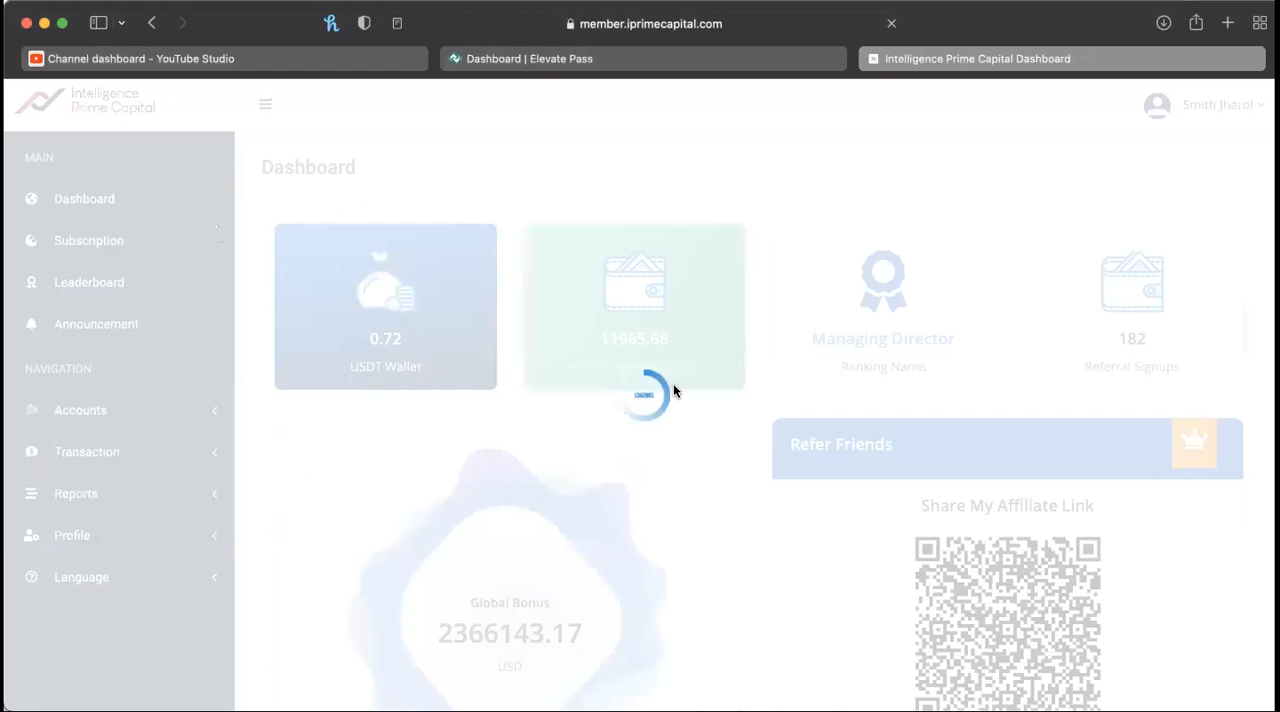 member.iprimecapital.com
Channel dashboard - YouTube Studio
Dashboard | Elevate Pass
Intelligence Prime Capital Dashboard
Intelligence
Prime Capital
Smith Jharol
MAIN
Dashboard
Subscription
Leaderboard
Announcement
NAVIGATION
Accounts
Transaction
Reports
Profile
Language
Dashboard
0.72
USDT Wallet
11965.68
Managing Director
Ranking Name
182
Referral Signups
LOADING
Refer Friends
Share My Affiliate Link
Global Bonus
2366143.17
USD